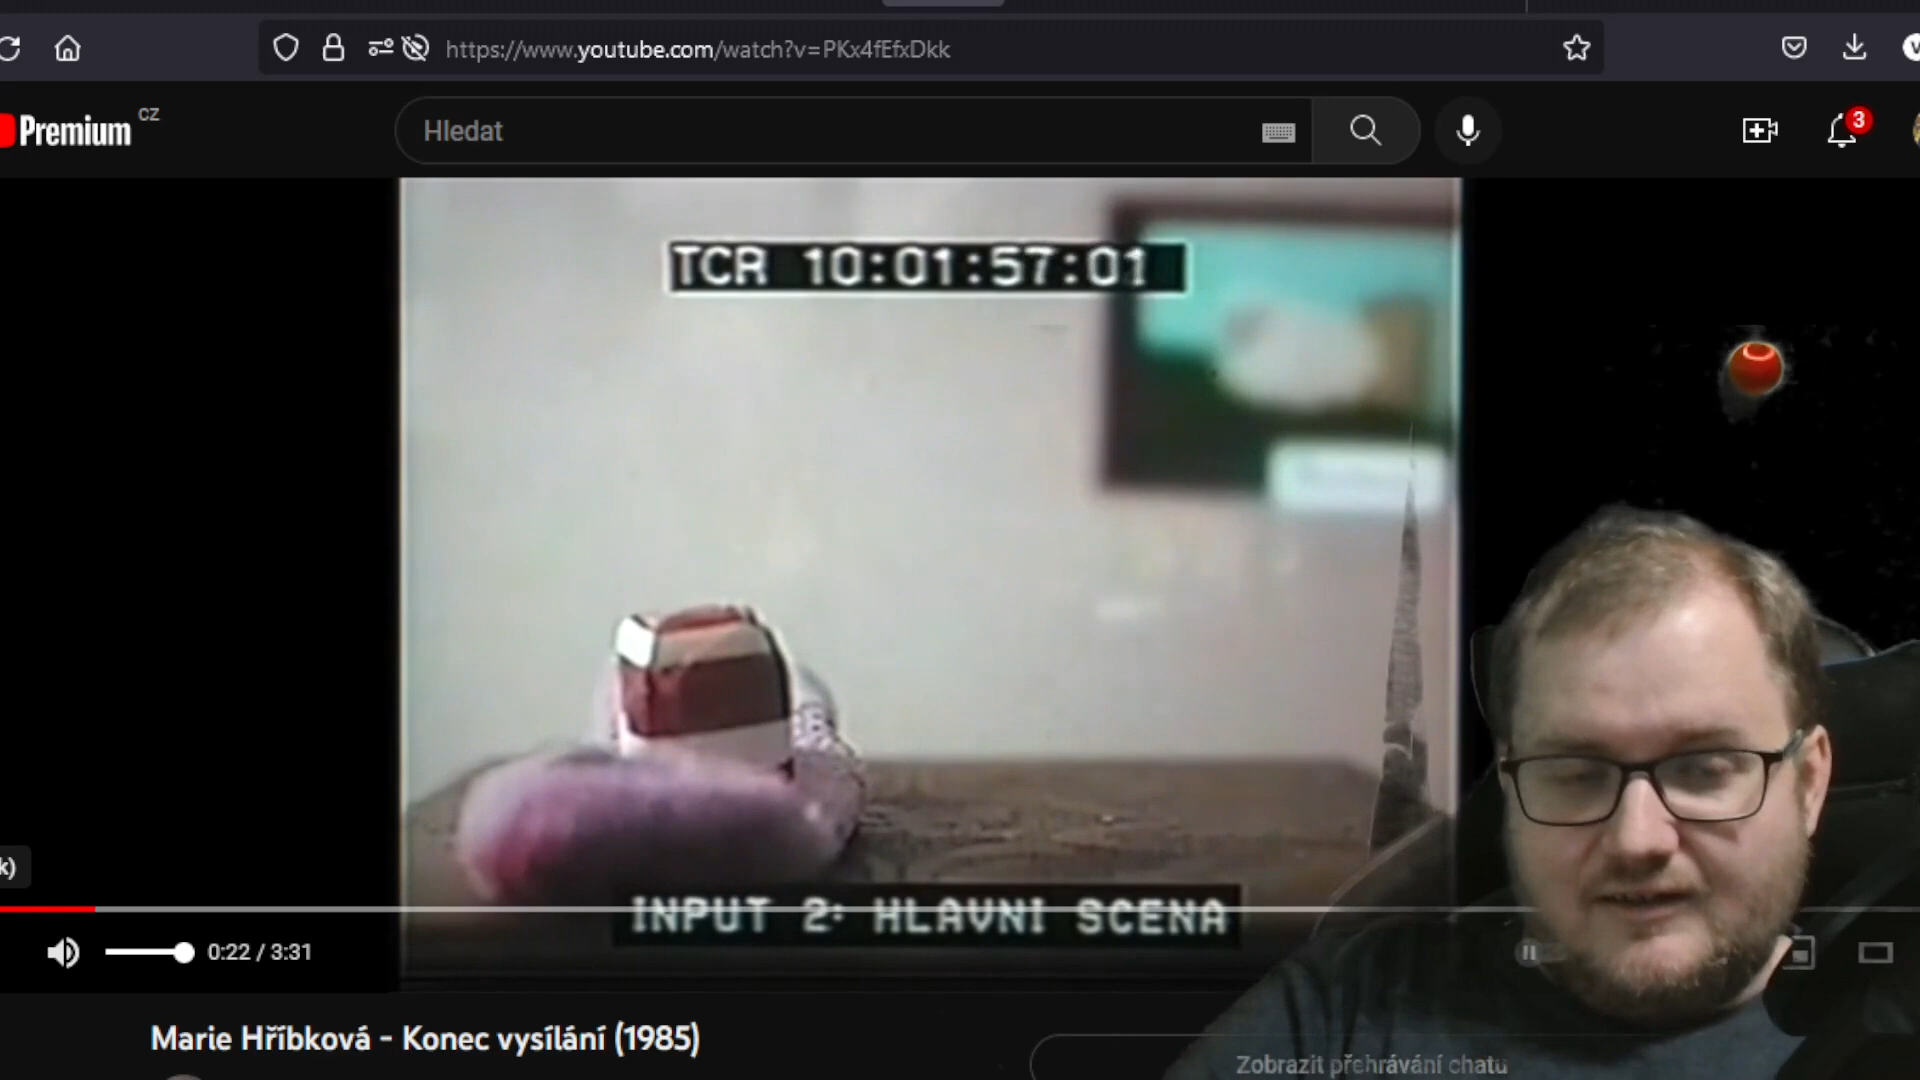 https://www.youtube.com/watch?v=PKx4fEfxDkk
Premium CZ
Hledat
3
TCR 10:01:57:01
k)
INPUT 2: HLAVNI SCENA
0:22 / 3:31
Marie Hříbková - Konec vysílání (1985)
Zobrazit přehrávání chatu